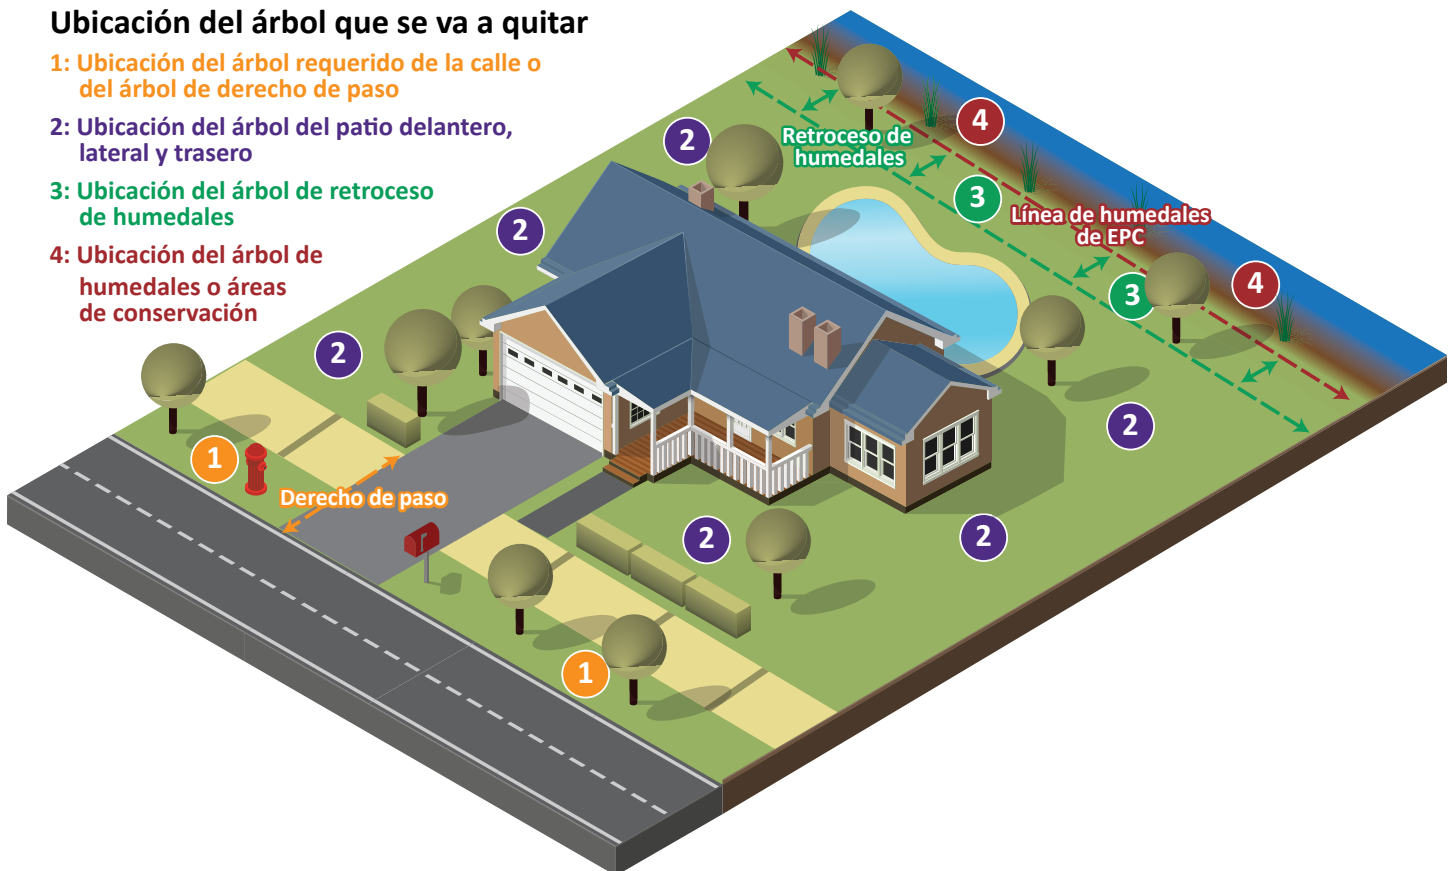 Ubicación del árbol que se va a quitar
1: Ubicación del árbol requerido de la calle o
del árbol de derecho de paso
2: Ubicación del árbol del patio delantero,
lateral y trasero
3: Ubicación del árbol de retroceso
de humedales
4: Ubicación del árbol de
humedales o áreas
de conservación
4
2
Retroceso de
humedales
3
Línea de humedales
de EPC
2
4
3
2
2
1
Derecho de paso
2
2
1